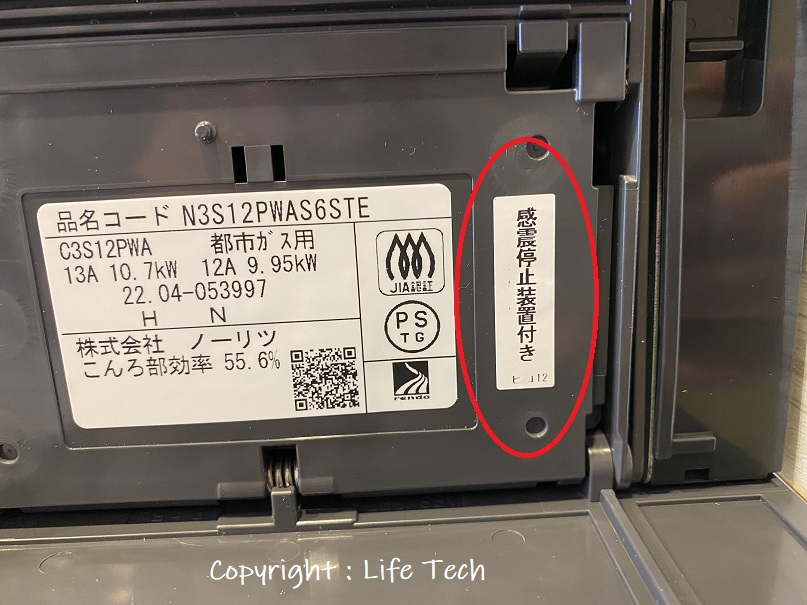 品名コード N3S12PWAS6STE
C3S12PWA 都市ガス用
13A 10.7kW 12A 9.95kW
22.04-053997
H N
株式会社 ノーリツ
こんろ部効率 55.6%
JIA認証
PS
TG
rendo
感震停止装置付き
Copyright : Life Tech